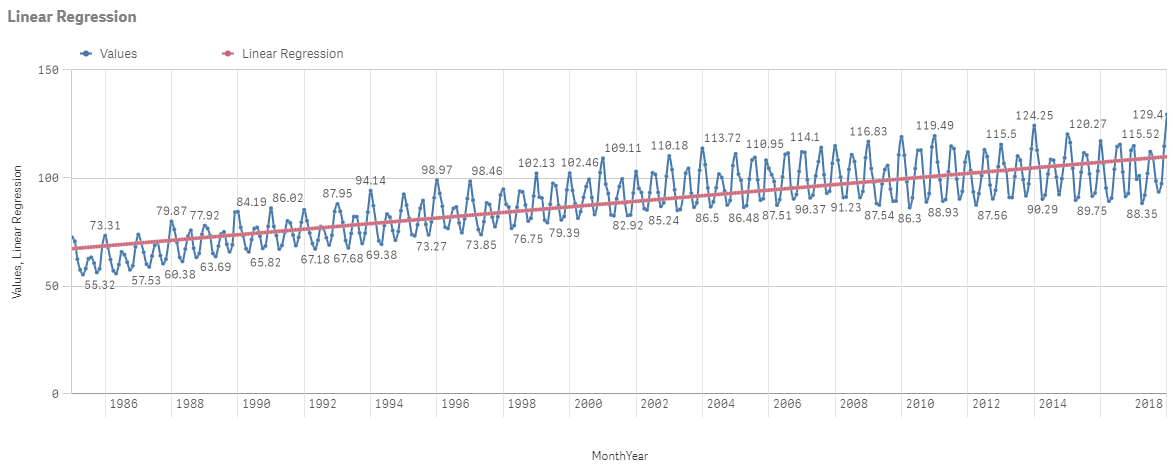 Linear Regression
Values Linear Regression
Values, Linear Regression
150
100
50
0
73.31 79.87 77.92 84.19 86.02 87.95 94.14 98.97 98.46 102.13 102.46 109.11 110.18 113.72 110.95 114.1 116.83 119.49 115.5 124.25 120.27 115.52 129.4
55.32 57.53 60.38 63.69 65.82 67.18 67.68 69.38 73.27 73.85 76.75 79.39 82.92 85.24 86.5 86.48 87.51 90.37 91.23 87.54 86.3 88.93 87.56 90.29 89.75 88.35
1986 1988 1990 1992 1994 1996 1998 2000 2002 2004 2006 2008 2010 2012 2014 2018
MonthYear